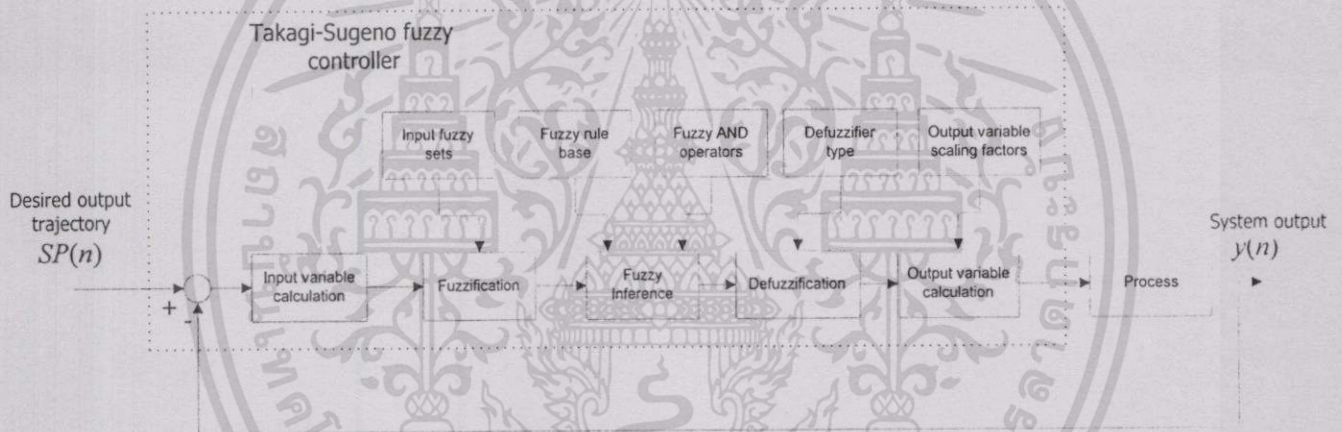 Takagi-Sugeno fuzzy
controller
Input fuzzy
sets
Fuzzy rule
base
Fuzzy AND
operators
Defuzzifier
type
Output variable
scaling factors
Desired output
trajectory
SP(n)
System output
y(n)
+
-
Input variable
calculation
Fuzzification
Fuzzy
Inference
Defuzzification
Output variable
calculation
Process